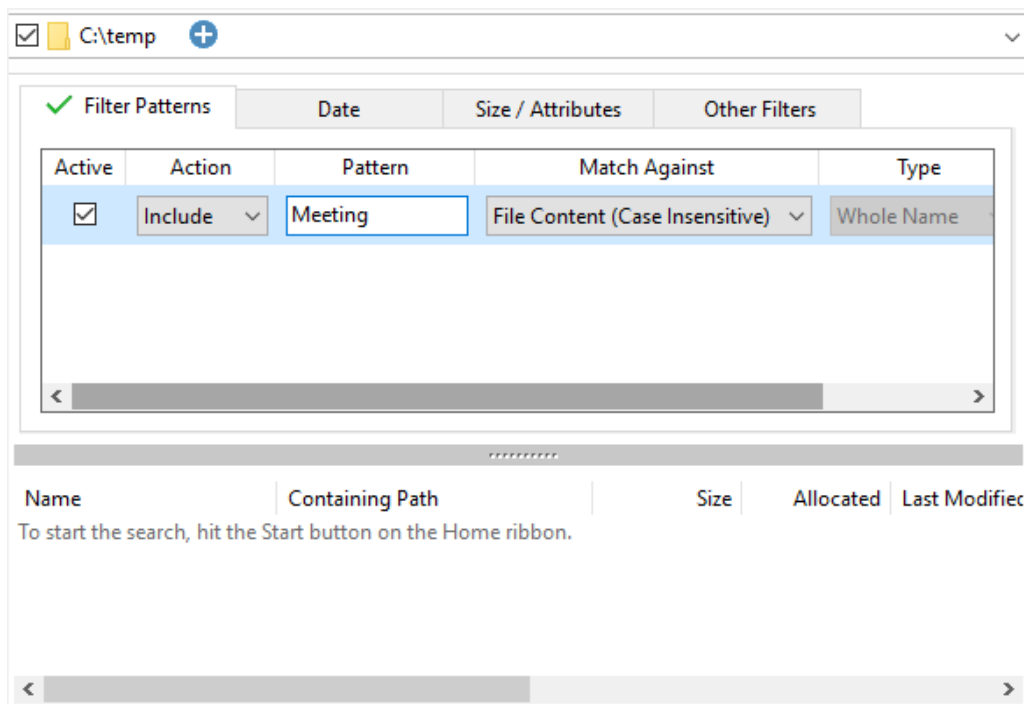 C:\temp
Filter Patterns Date Size / Attributes Other Filters
Active Action Pattern Match Against Type
Include Meeting File Content (Case Insensitive) Whole Name
Name Containing Path Size Allocated Last Modified
To start the search, hit the Start button on the Home ribbon.